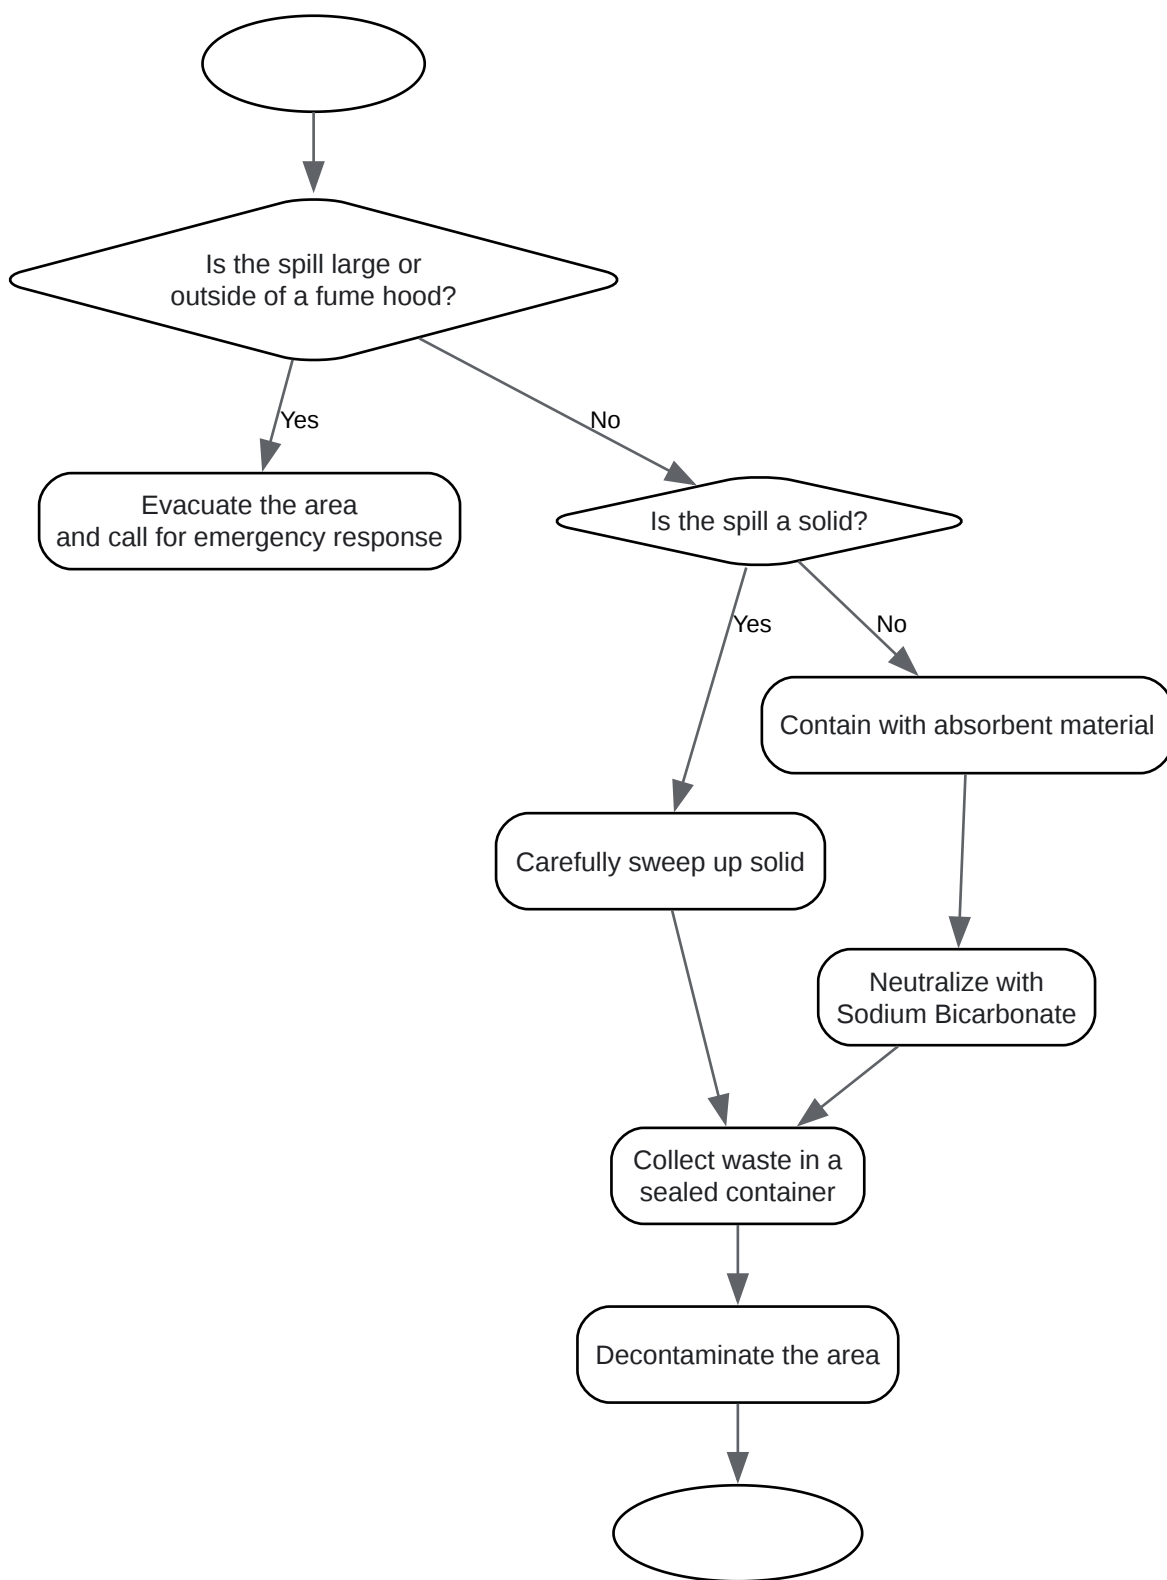 Is the spill large or
outside of a fume hood?
Yes
No
Evacuate the area
and call for emergency response
Is the spill a solid?
Yes
No
Contain with absorbent material
Carefully sweep up solid
Neutralize with
Sodium Bicarbonate
Collect waste in a
sealed container
Decontaminate the area